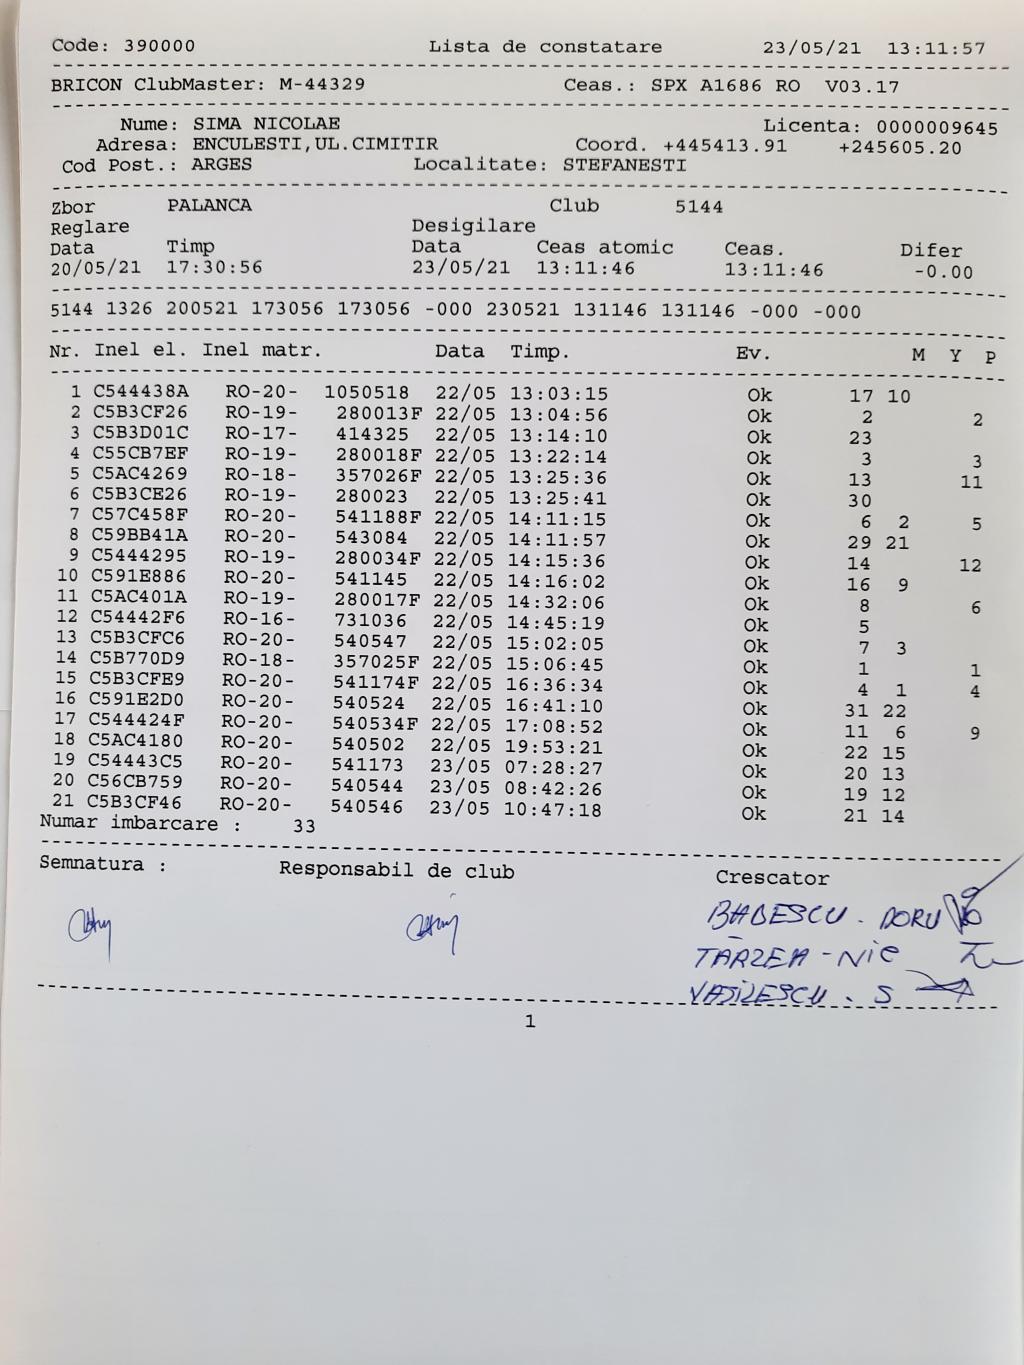 Code: 390000 Lista de constatare 23/05/21 13:11:57
BRICON ClubMaster: M-44329 Ceas.: SPX A1686 RO V03.17
Nume: SIMA NICOLAE Licenta: 0000009645
Adresa: ENCULESTI,UL.CIMITIR Coord. +445413.91 +245605.20
Cod Post.: ARGES Localitate: STEFANESTI
Zbor PALANCA Club 5144
Reglare Desigilare
Data Timp Data Ceas atomic Ceas. Difer
20/05/21 17:30:56 23/05/21 13:11:46 13:11:46 -0.00
5144 1326 200521 173056 173056 -000 230521 131146 131146 -000 -000
Nr. Inel el. Inel matr. Data Timp. Ev. M Y P
1 C544438A RO-20- 1050518 22/05 13:03:15 Ok 17 10
2 C5B3CF26 RO-19- 280013F 22/05 13:04:56 Ok 2 2
3 C5B3D01C RO-17- 414325 22/05 13:14:10 Ok 23
4 C55CB7EF RO-19- 280018F 22/05 13:22:14 Ok 3 3
5 C5AC4269 RO-18- 357026F 22/05 13:25:36 Ok 13 11
6 C5B3CE26 RO-19- 280023 22/05 13:25:41 Ok 30
7 C57C458F RO-20- 541188F 22/05 14:11:15 Ok 6 2 5
8 C59BB41A RO-20- 543084 22/05 14:11:57 Ok 29 21
9 C5444295 RO-19- 280034F 22/05 14:15:36 Ok 14 12
10 C591E886 RO-20- 541145 22/05 14:16:02 Ok 16 9
11 C5AC401A RO-19- 280017F 22/05 14:32:06 Ok 8 6
12 C54442F6 RO-16- 731036 22/05 14:45:19 Ok 5
13 C5B3CFC6 RO-20- 540547 22/05 15:02:05 Ok 7 3
14 C5B770D9 RO-18- 357025F 22/05 15:06:45 Ok 1 1
15 C5B3CFE9 RO-20- 541174F 22/05 16:36:34 Ok 4 1 4
16 C591E2D0 RO-20- 540524 22/05 16:41:10 Ok 31 22
17 C544424F RO-20- 540534F 22/05 17:08:52 Ok 11 6 9
18 C5AC4180 RO-20- 540502 22/05 19:53:21 Ok 22 15
19 C54443C5 RO-20- 541173 23/05 07:28:27 Ok 20 13
20 C56CB759 RO-20- 540544 23/05 08:42:26 Ok 19 12
21 C5B3CF46 RO-20- 540546 23/05 10:47:18 Ok 21 14
Numar imbarcare : 33
Semnatura : Responsabil de club Crescator
BĂDESCU. DORU
TÂRZEA - Nic
VASILESCU. S
1